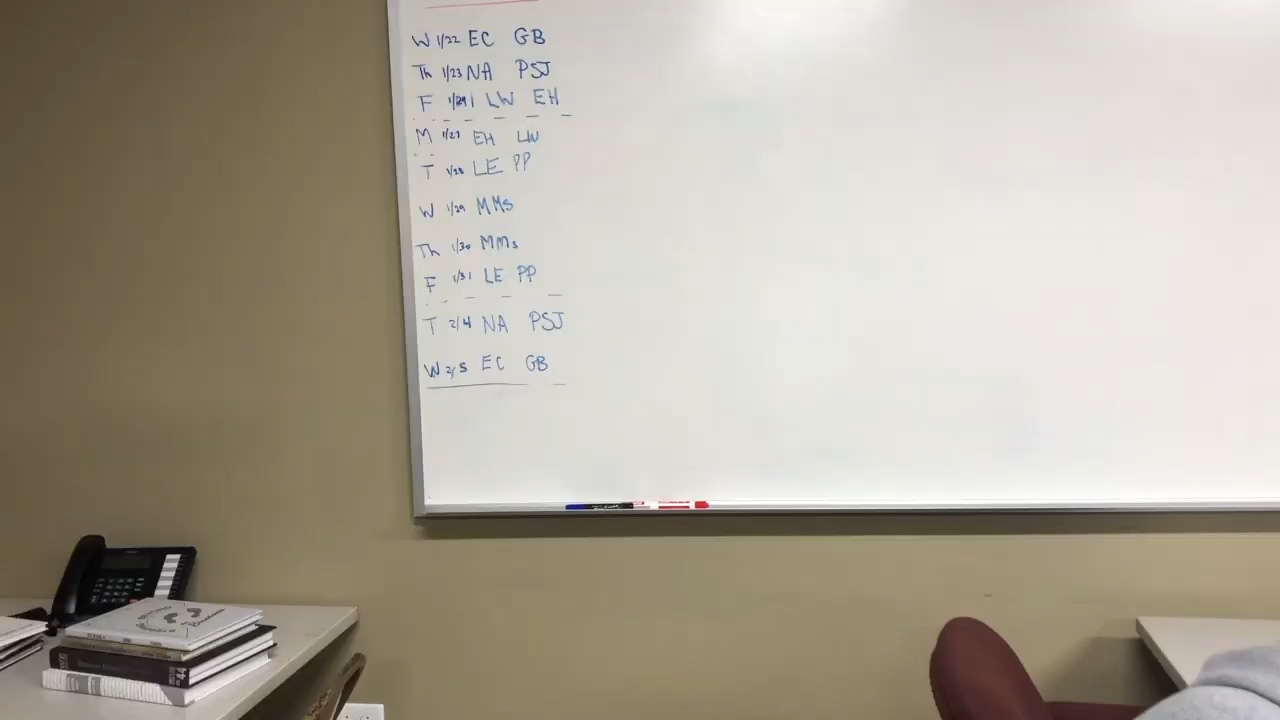 W 1/22 EC GB
Th 1/23 NA PSJ
F 1/24 LW EH
M 1/27 EH LW
T 1/28 LE PP
W 1/29 MMs
Th 1/30 MMs
F 1/31 LE PP
T 2/4 NA PSJ
W 2/5 EC GB
44